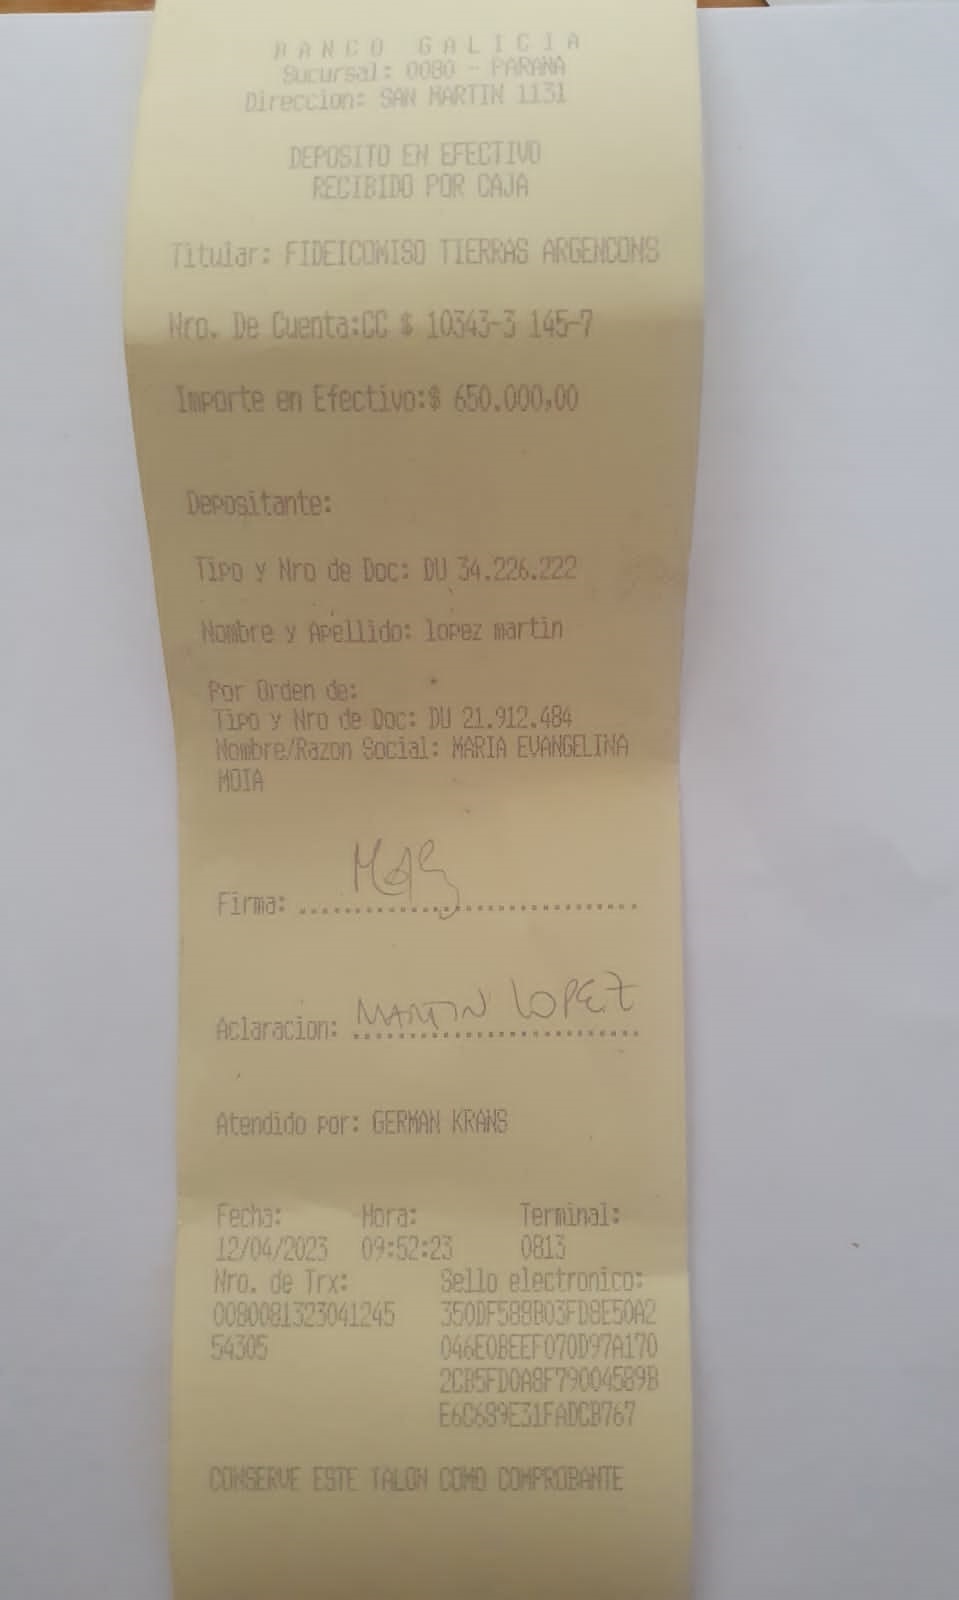 BANCO GALICIA
Sucursal: 0080 - PARANA
Direccion: SAN MARTIN 1131
DEPOSITO EN EFECTIVO
RECIBIDO POR CAJA
Titular: FIDEICOMISO TIERRAS ARGENCONS
Nro. De Cuenta:CC $ 10343-3 145-7
Importe en Efectivo:$ 650.000,00
Depositante:
Tipo y Nro de Doc: DU 34.226.222
Nombre y Apellido: lopez martin
Por Orden de:
Tipo y Nro de Doc: DU 21.912.484
Nombre/Razon Social: MARIA EVANGELINA
MOIA
Firma:
Aclaracion: MARTIN LOPEZ
Atendido por: GERMAN KRANS
Fecha: Hora: Terminal:
12/04/2023 09:52:23 0813
Nro. de Trx: Sello electronico:
0080081323041245 350DF589B03FD8E50A2
54305 046E0BEEF070D97A170
2CB5FD0A8F79004589B
E6C689E31FADCB767
CONSERVE ESTE TALON COMO COMPROBANTE